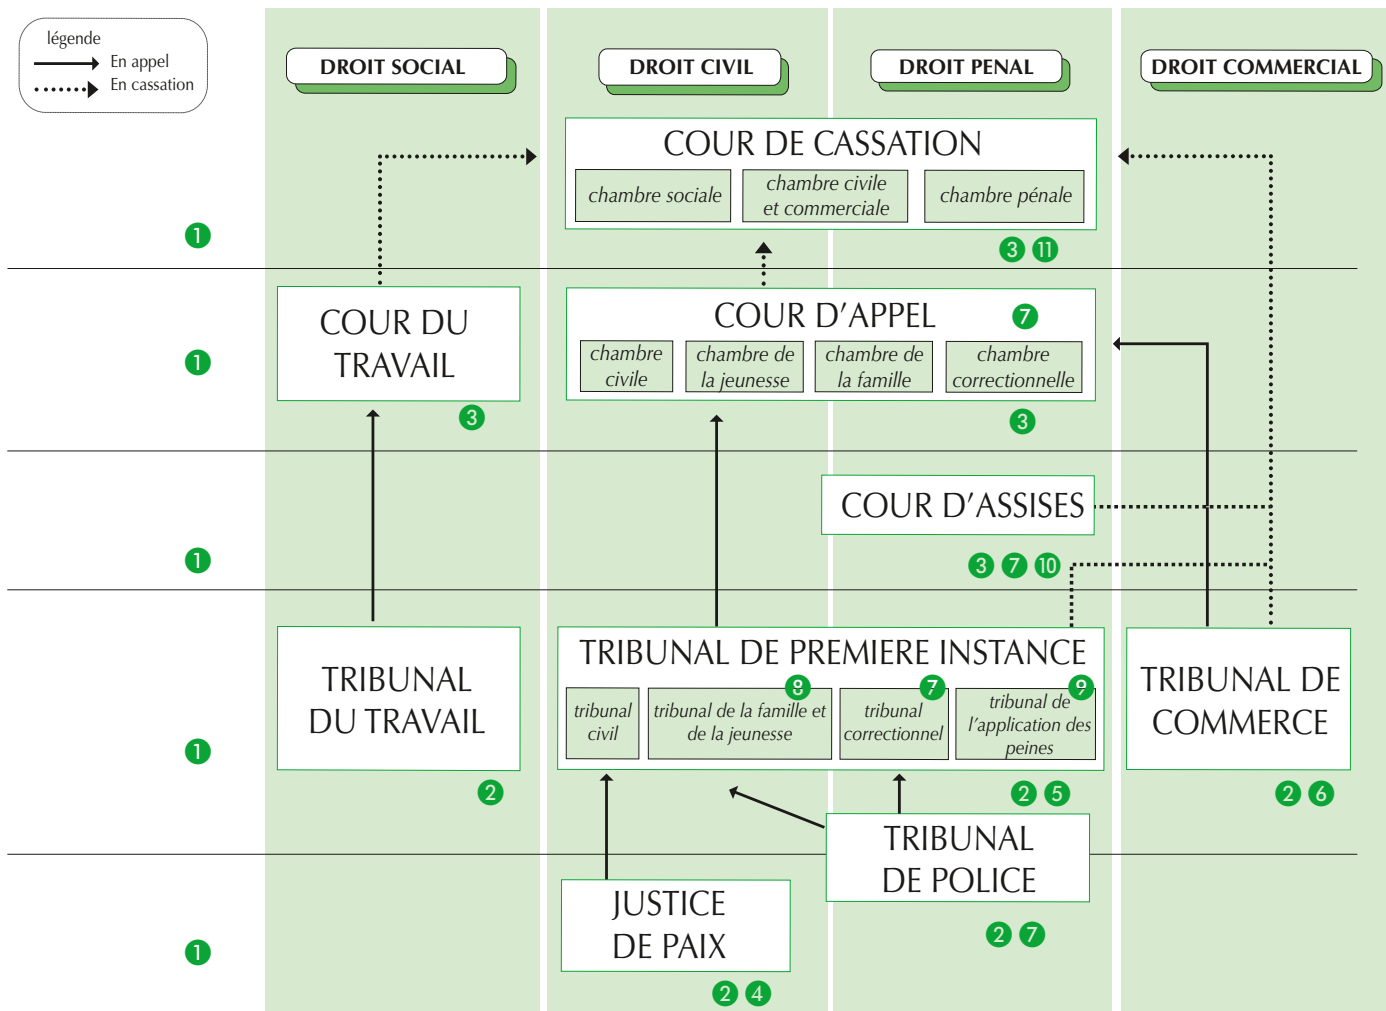 légende
En appel
En cassation
DROIT SOCIAL
DROIT CIVIL
DROIT PENAL
DROIT COMMERCIAL
COUR DE CASSATION
chambre sociale
chambre civile
et commerciale
chambre pénale
1
3 11
COUR DU
TRAVAIL
COUR D’APPEL
7
chambre
civile
chambre de
la jeunesse
chambre de
la famille
chambre
correctionnelle
1
3
3
COUR D’ASSISES
1
3 7 10
TRIBUNAL
DU TRAVAIL
TRIBUNAL DE PREMIERE INSTANCE
8
7
9
tribunal
civil
tribunal de la famille et
de la jeunesse
tribunal
correctionnel
tribunal de
l’application des
peines
TRIBUNAL DE
COMMERCE
1
2
2 5
2 6
TRIBUNAL
DE POLICE
JUSTICE
DE PAIX
1
2 7
2 4